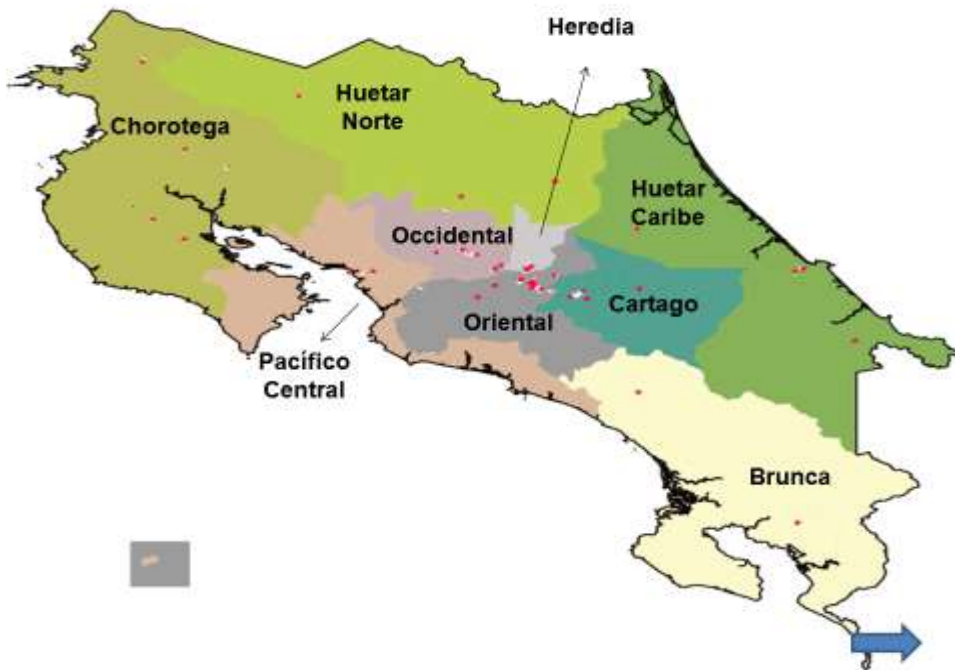 Heredia
Huetar
Norte
Chorotega
Huetar
Caribe
Occidental
Cartago
Oriental
Pacífico
Central
Brunca